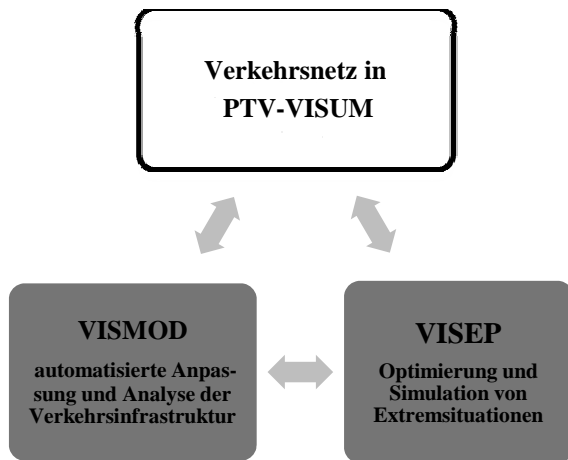 Verkehrsnetz in
PTV-VISUM
VISMOD
automatisierte Anpas-
sung und Analyse der
Verkehrsinfrastruktur
VISEP
Optimierung und
Simulation von
Extremsituationen